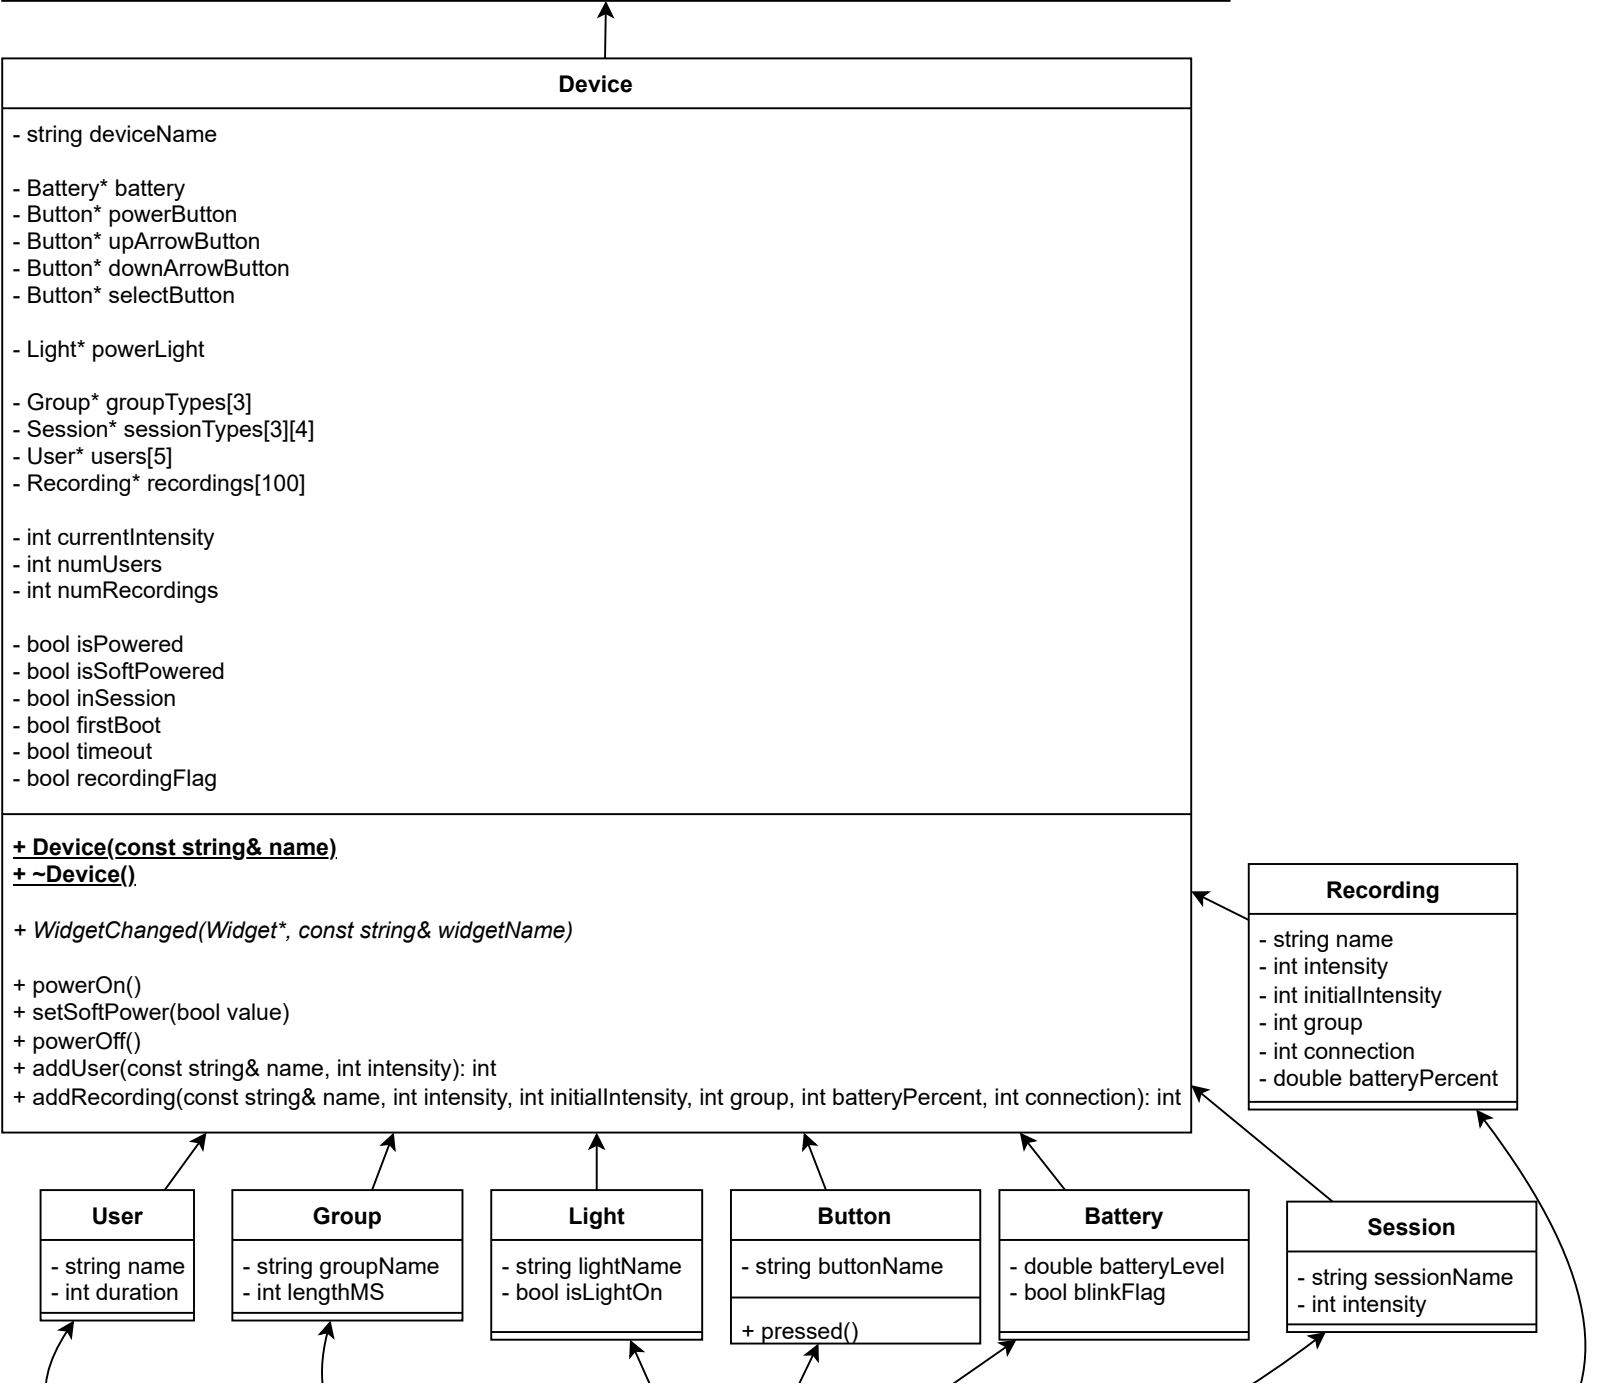 Device
- string deviceName
- Battery* battery
- Button* powerButton
- Button* upArrowButton
- Button* downArrowButton
- Button* selectButton
- Light* powerLight
- Group* groupTypes[3]
- Session* sessionTypes[3][4]
- User* users[5]
- Recording* recordings[100]
- int currentIntensity
- int numUsers
- int numRecordings
- bool isPowered
- bool isSoftPowered
- bool inSession
- bool firstBoot
- bool timeout
- bool recordingFlag
+ Device(const string& name)
+ ~Device()
+ WidgetChanged(Widget*, const string& widgetName)
+ powerOn()
+ setSoftPower(bool value)
+ powerOff()
+ addUser(const string& name, int intensity): int
+ addRecording(const string& name, int intensity, int initialIntensity, int group, int batteryPercent, int connection): int
Recording
- string name
- int intensity
- int initialIntensity
- int group
- int connection
- double batteryPercent
User
- string name
- int duration
Group
- string groupName
- int lengthMS
Light
- string lightName
- bool isLightOn
Button
- string buttonName
+ pressed()
Battery
- double batteryLevel
- bool blinkFlag
Session
- string sessionName
- int intensity